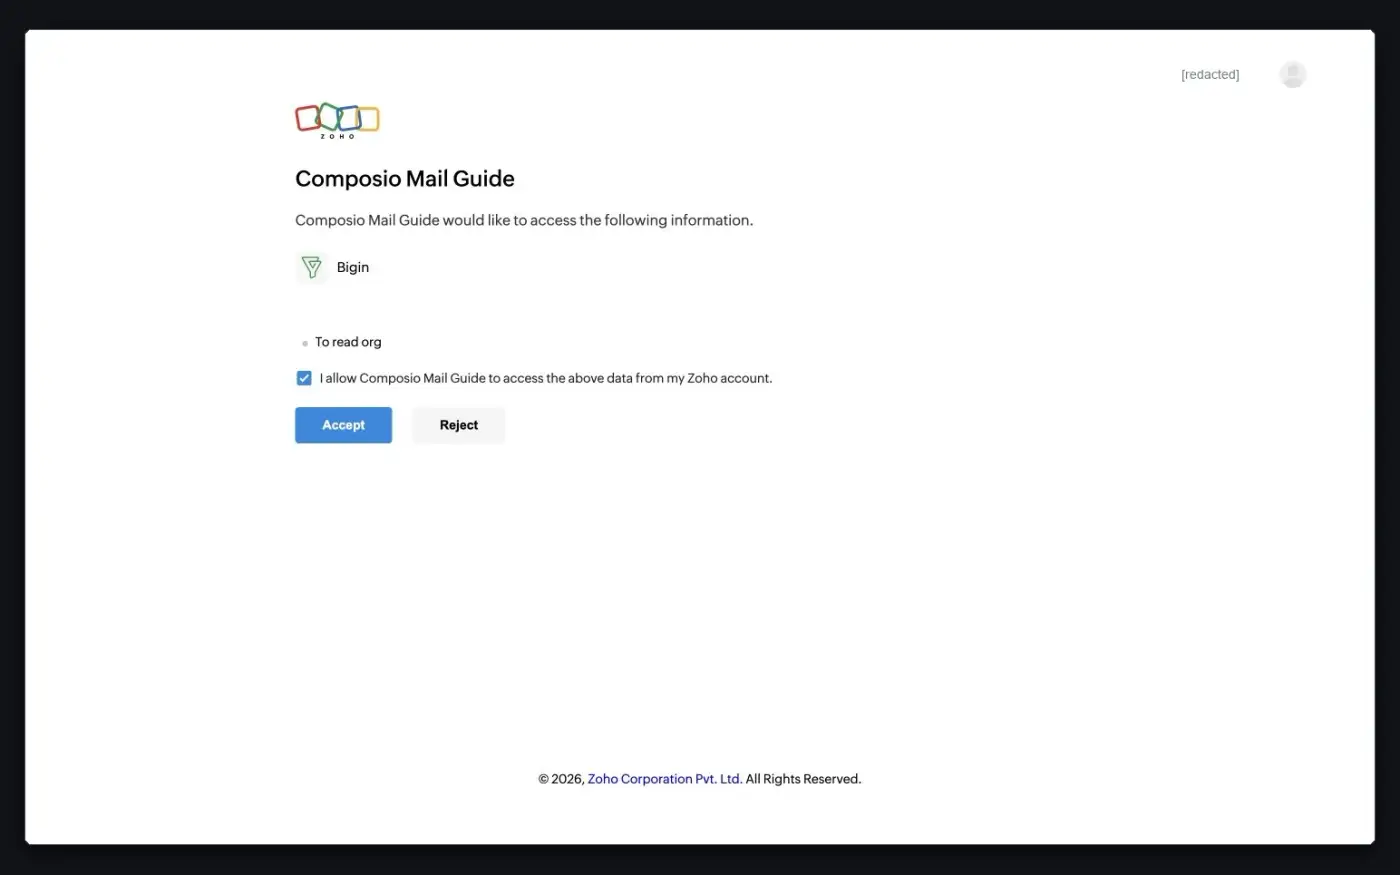 [redacted]
ZOHO
Composio Mail Guide
Composio Mail Guide would like to access the following information.
Bigin
To read org
I allow Composio Mail Guide to access the above data from my Zoho account.
Accept
Reject
© 2026, Zoho Corporation Pvt. Ltd. All Rights Reserved.